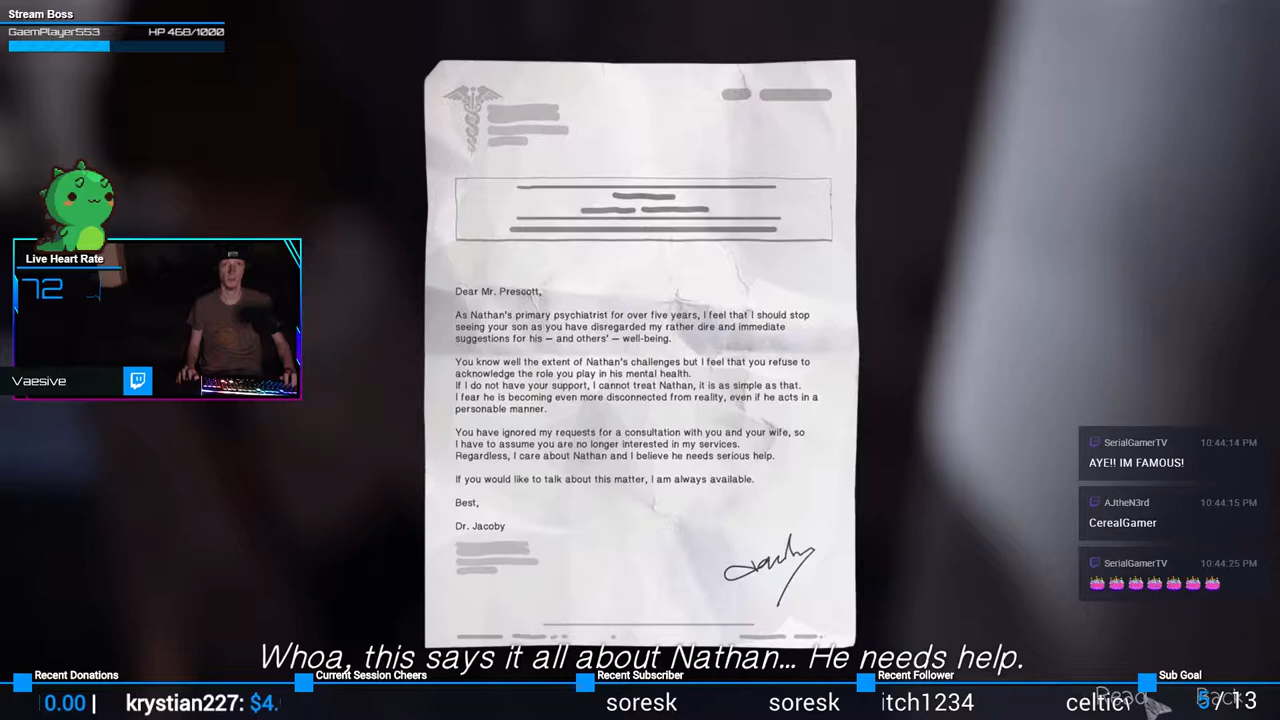 Stream Boss
GaemPlayer553
HP 468/1000
Live Heart Rate
72
Vaesive
Dear Mr. Prescott,
As Nathan's primary psychiatrist for over five years, I feel that I should stop
seeing your son as you have disregarded my rather dire and immediate
suggestions for his — and others' — well-being.
You know well the extent of Nathan's challenges but I feel that you refuse to
acknowledge the role you play in his mental health.
If I do not have your support, I cannot treat Nathan, it is as simple as that.
I fear he is becoming even more disconnected from reality, even if he acts in a
personable manner.
You have ignored my requests for a consultation with you and your wife, so
I have to assume you are no longer interested in my services.
Regardless, I care about Nathan and I believe he needs serious help.
If you would like to talk about this matter, I am always available.
Best,
Dr. Jacoby
SerialGamerTV 10:44:14 PM
AYE!! IM FAMOUS!
AJtheN3rd 10:44:15 PM
CerealGamer
SerialGamerTV 10:44:25 PM
Whoa, this says it all about Nathan... He needs help.
Read Back
Recent Donations
0.00 | krystian227: $4.
Current Session Cheers
Recent Subscriber
soresk soresk
Recent Follower
itch1234 celtic
Sub Goal
5 / 13